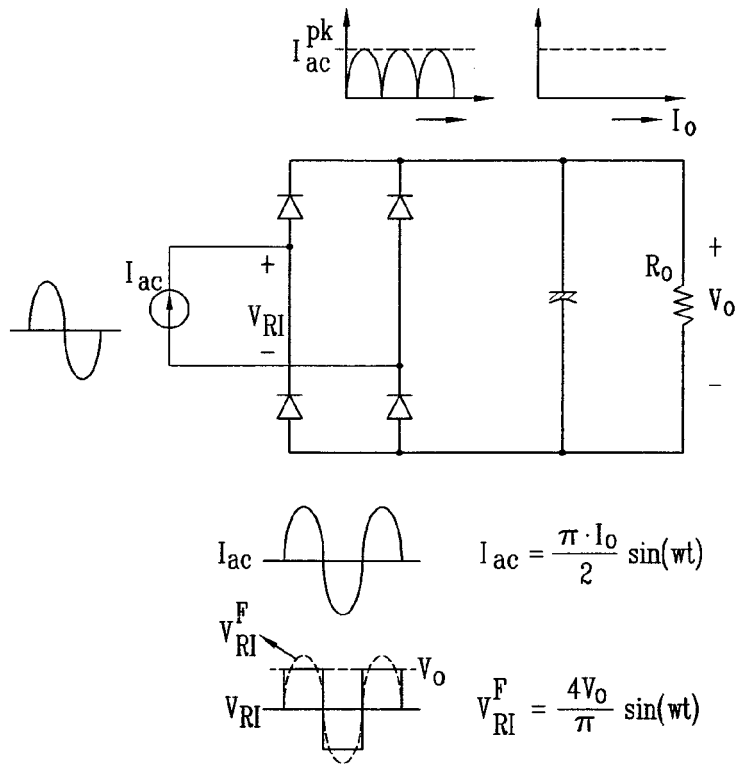 I_ac^pk
I_o
I_ac
+
V_RI
−
R_o
+
V_o
−
I_ac
I_ac = π·I_o/2 sin(wt)
V_RI^F
V_o
V_RI
V_RI^F = 4V_o/π sin(wt)